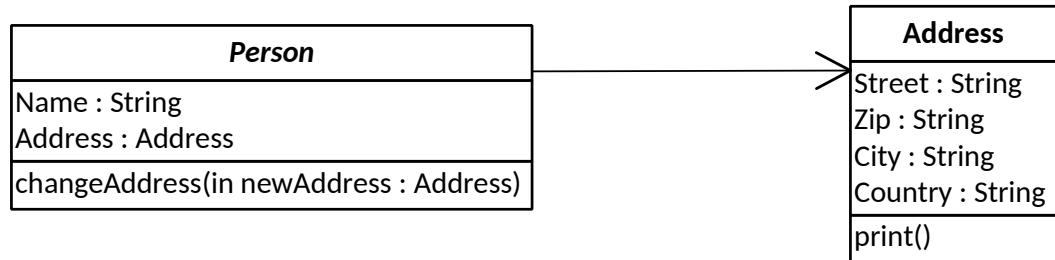 Person
Name : String
Address : Address
changeAddress(in newAddress : Address)
Address
Street : String
Zip : String
City : String
Country : String
print()